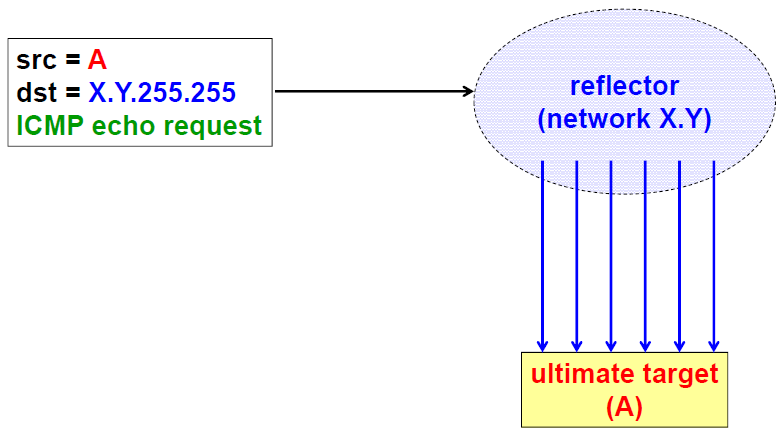 src = A
dst = X.Y.255.255
ICMP echo request
reflector
(network X.Y)
ultimate target
(A)